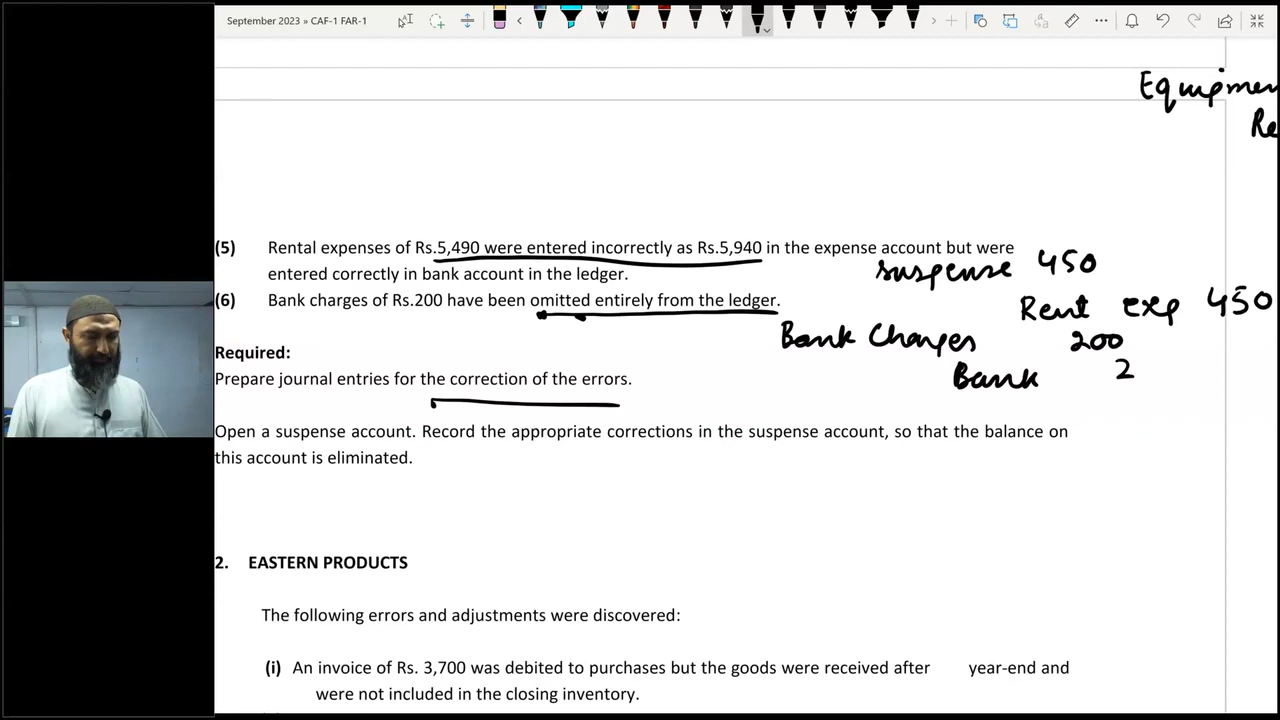 September 2023 » CAF-1 FAR-1
(5) Rental expenses of Rs.5,490 were entered incorrectly as Rs.5,940 in the expense account but were
entered correctly in bank account in the ledger.
suspense 450
(6) Bank charges of Rs.200 have been omitted entirely from the ledger.
Rent exp 450
Bank Charges 200
Bank 2
Required:
Prepare journal entries for the correction of the errors.
Open a suspense account. Record the appropriate corrections in the suspense account, so that the balance on
this account is eliminated.
2. EASTERN PRODUCTS
The following errors and adjustments were discovered:
(i) An invoice of Rs. 3,700 was debited to purchases but the goods were received after year-end and
were not included in the closing inventory.